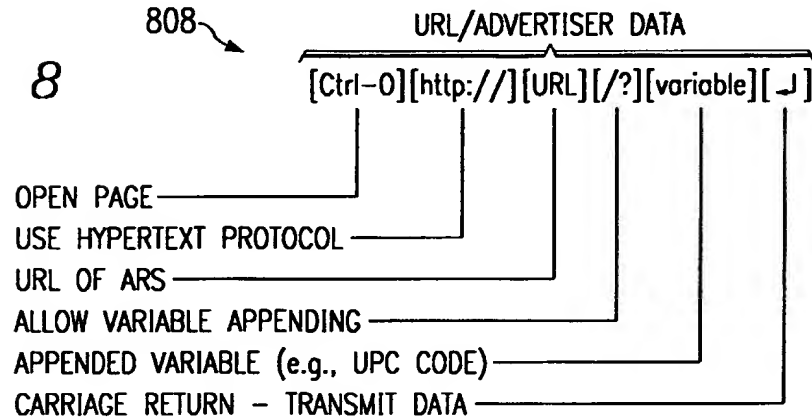 808
URL/ADVERTISER DATA
8
[Ctrl-O][http://][URL][/?][variable][↵]
OPEN PAGE
USE HYPERTEXT PROTOCOL
URL OF ARS
ALLOW VARIABLE APPENDING
APPENDED VARIABLE (e.g., UPC CODE)
CARRIAGE RETURN - TRANSMIT DATA